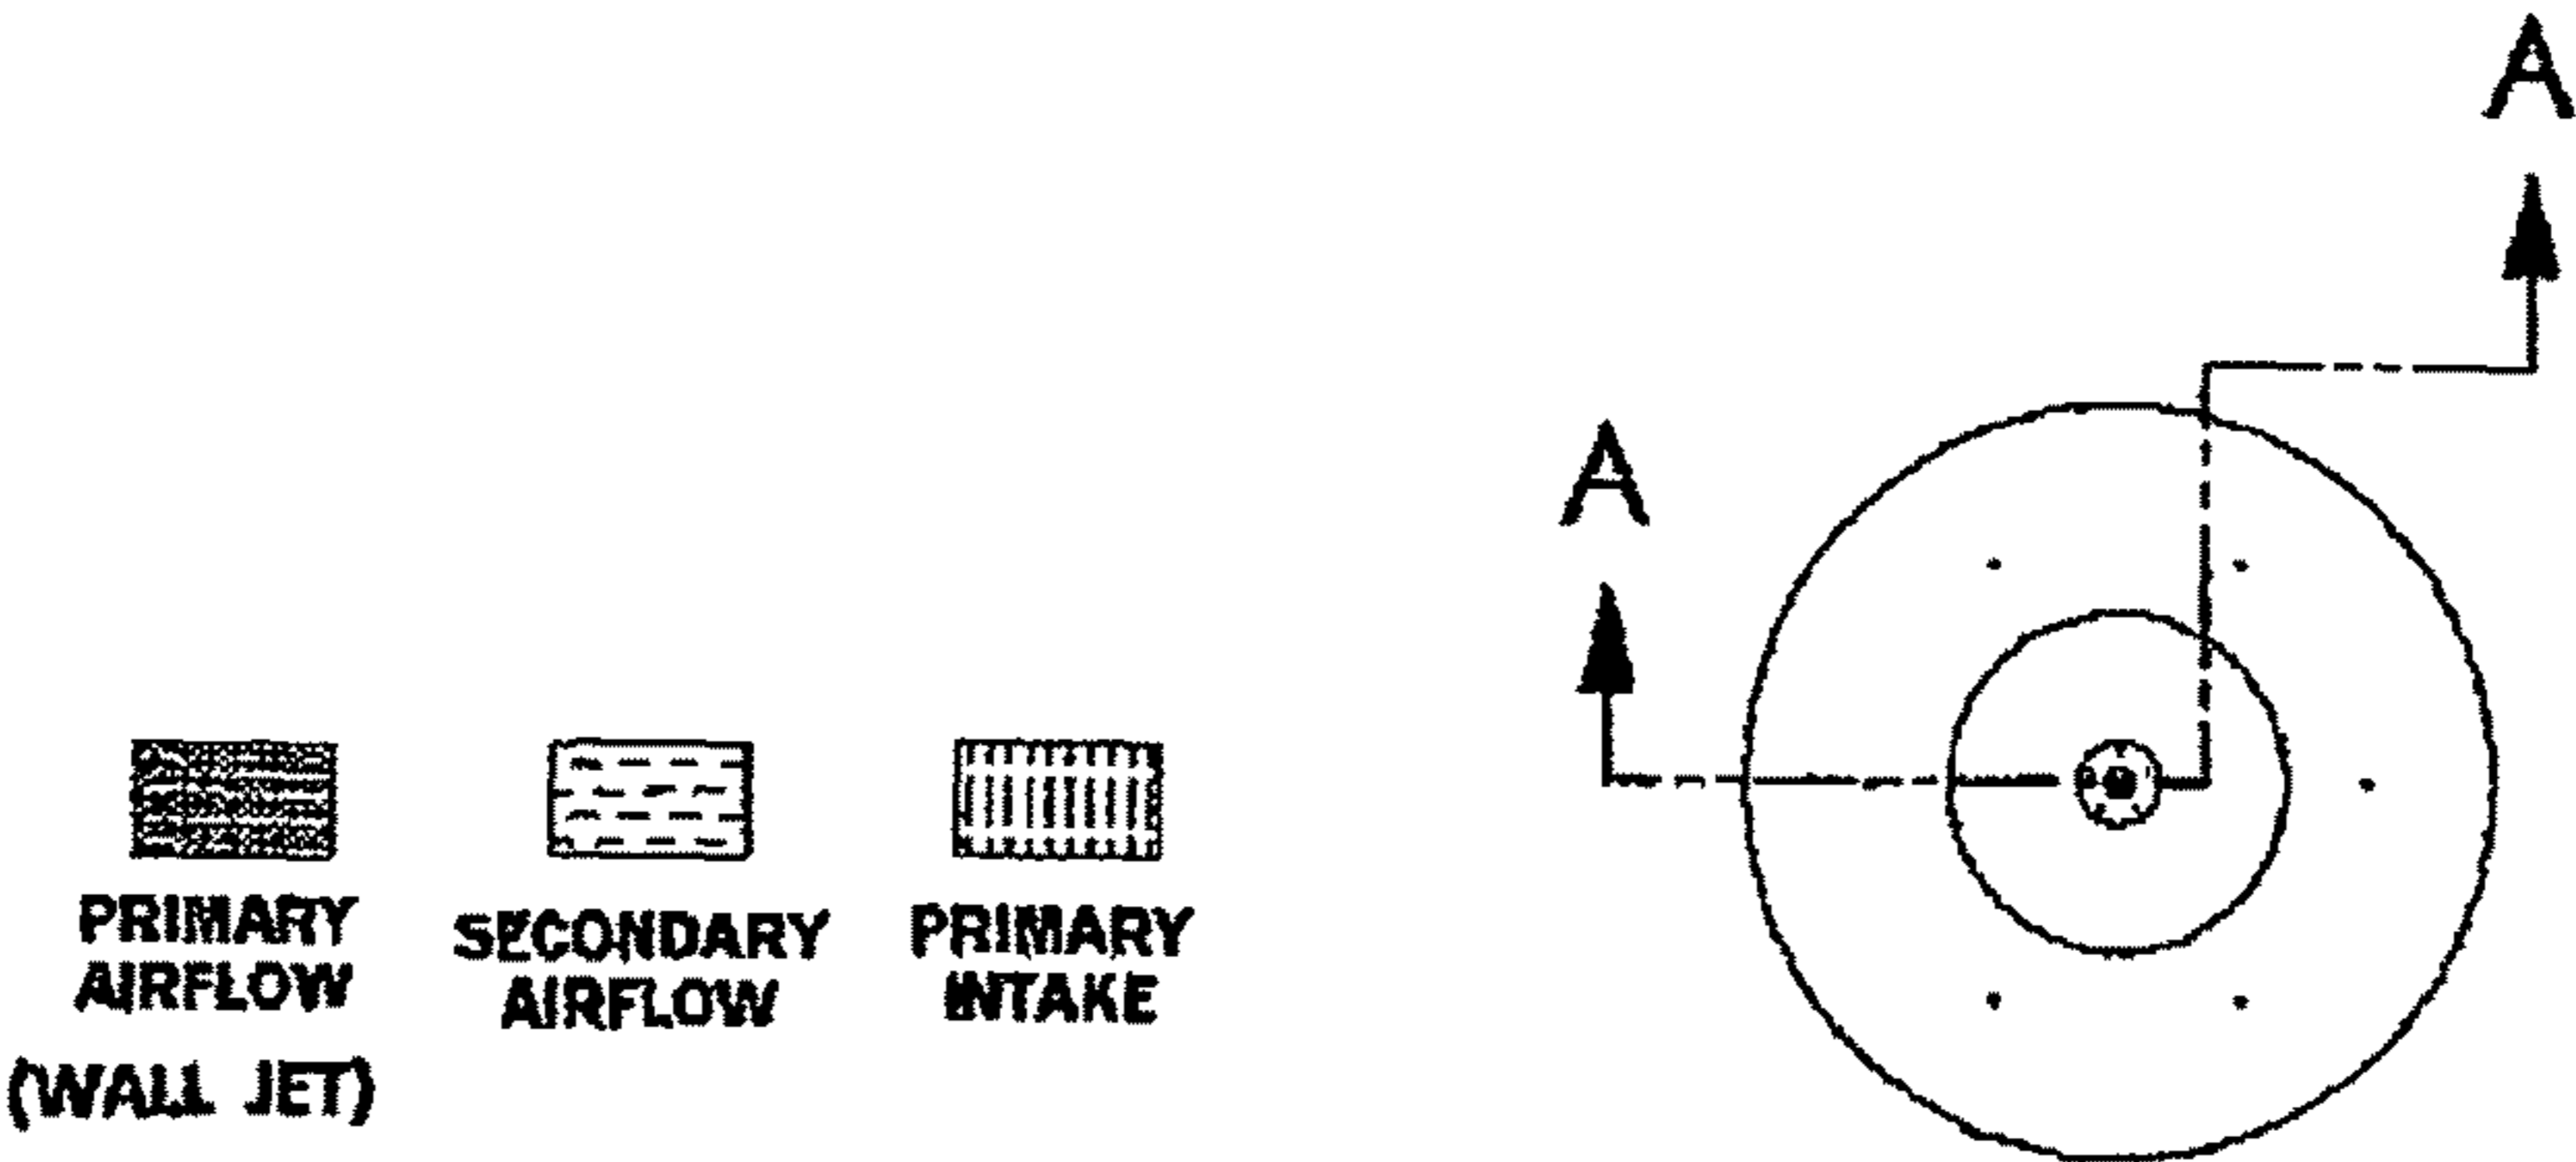 A
A
PRIMARY
AIRFLOW
(WALL JET)
SECONDARY
AIRFLOW
PRIMARY
INTAKE